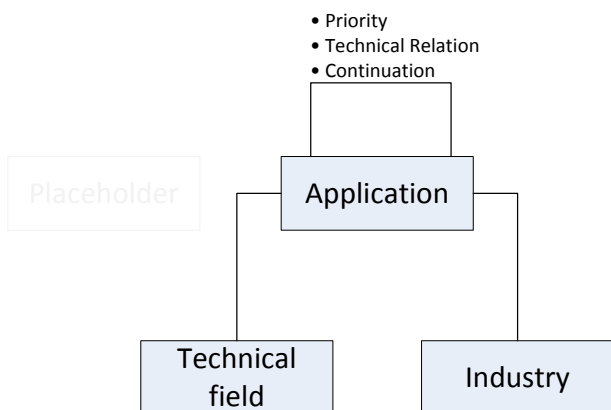 • Priority
• Technical Relation
• Continuation
Placeholder
Application
Technical
field
Industry